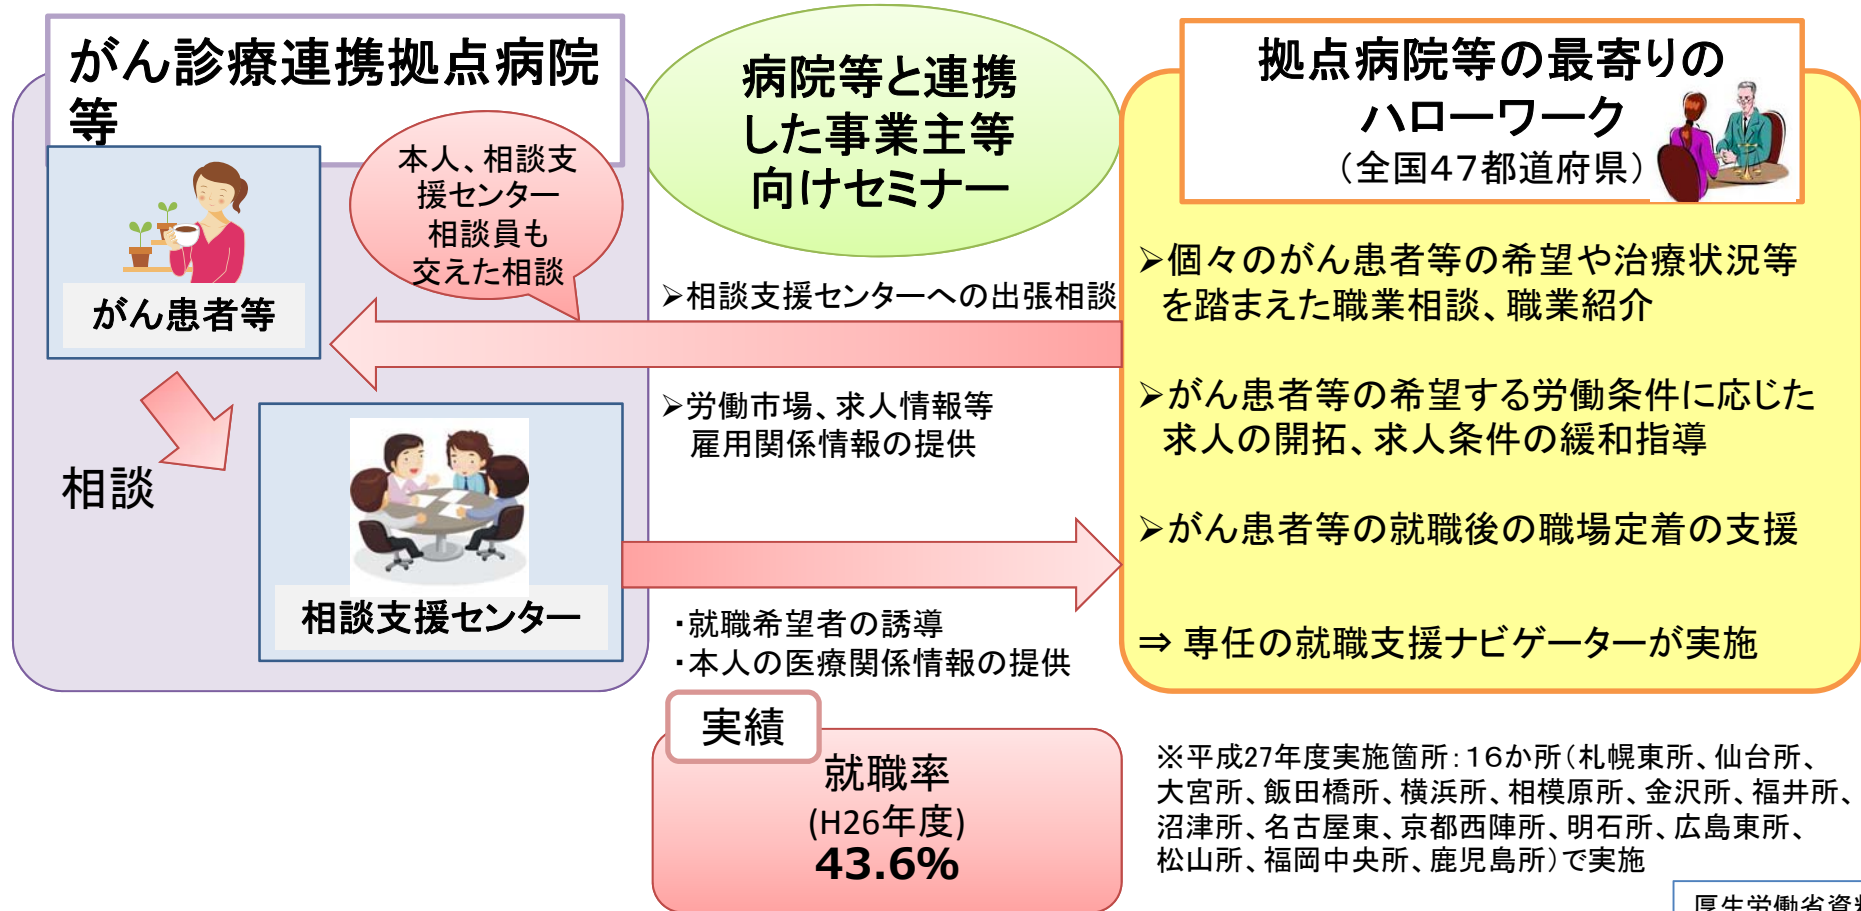 がん診療連携拠点病院
等
がん患者等
本人、相談支
援センター
相談員も
交えた相談
相談
相談支援センター
病院等と連携
した事業主等
向けセミナー
➢相談支援センターへの出張相談
➢労働市場、求人情報等
雇用関係情報の提供
・就職希望者の誘導
・本人の医療関係情報の提供
拠点病院等の最寄りの
ハローワーク
（全国４７都道府県）
➢個々のがん患者等の希望や治療状況等
を踏まえた職業相談、職業紹介
➢がん患者等の希望する労働条件に応じた
求人の開拓、求人条件の緩和指導
➢がん患者等の就職後の職場定着の支援
⇒ 専任の就職支援ナビゲーターが実施
実績
就職率
(H26年度)
43.6%
※平成27年度実施箇所：１６か所（札幌東所、仙台所、
大宮所、飯田橋所、横浜所、相模原所、金沢所、福井所、
沼津所、名古屋東、京都西陣所、明石所、広島東所、
松山所、福岡中央所、鹿児島所）で実施
厚生労働省資料